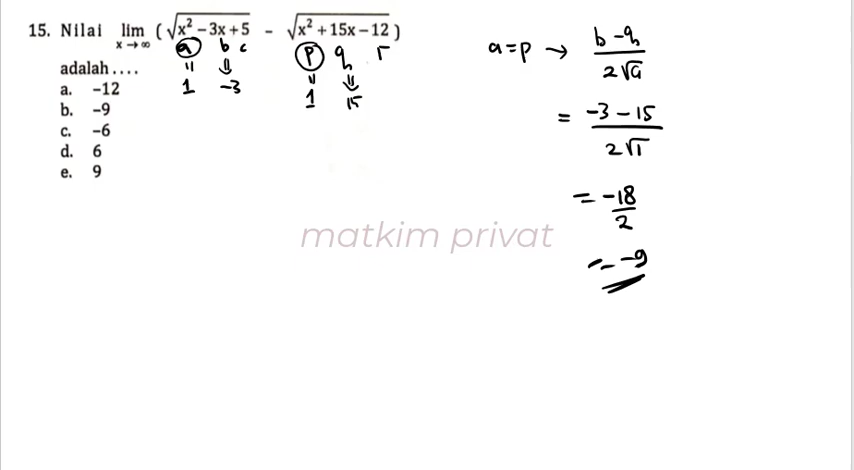 15. Nilai lim x→∞ (√x² – 3x + 5 – √x² + 15x – 12)
a b c p q r
adalah ....
1 -3 1 15
a. -12
b. -9
c. -6
d. 6
e. 9
a = p → b - q / 2√a
= -3 - 15 / 2√1
= -18 / 2
= -9
matkim privat